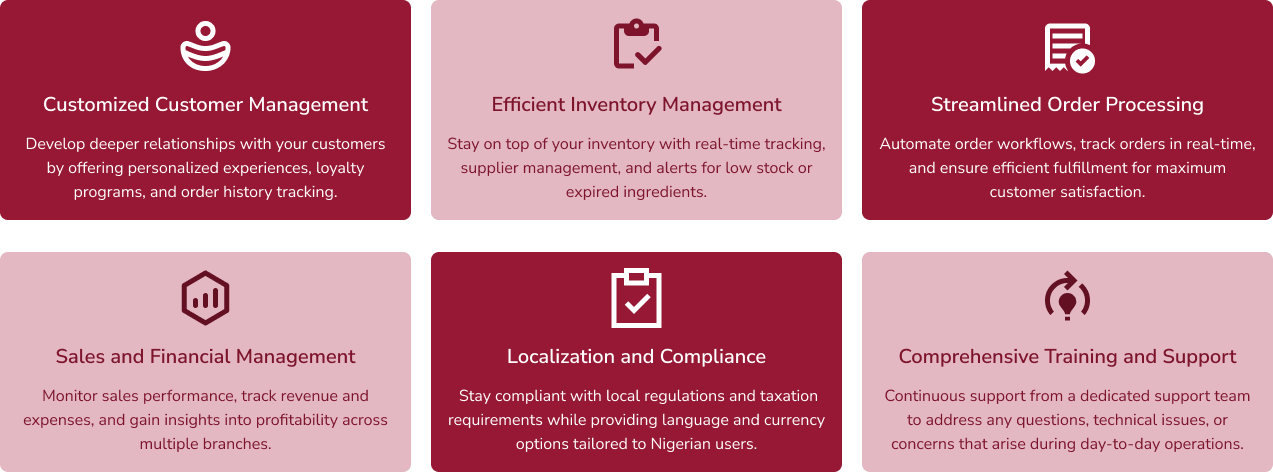 Customized Customer Management
Develop deeper relationships with your customers
by offering personalized experiences, loyalty
programs, and order history tracking.
Efficient Inventory Management
Stay on top of your inventory with real-time tracking,
supplier management, and alerts for low stock or
expired ingredients.
Streamlined Order Processing
Automate order workflows, track orders in real-time,
and ensure efficient fulfillment for maximum
customer satisfaction.
Sales and Financial Management
Monitor sales performance, track revenue and
expenses, and gain insights into profitability across
multiple branches.
Localization and Compliance
Stay compliant with local regulations and taxation
requirements while providing language and currency
options tailored to Nigerian users.
Comprehensive Training and Support
Continuous support from a dedicated support team
to address any questions, technical issues, or
concerns that arise during day-to-day operations.